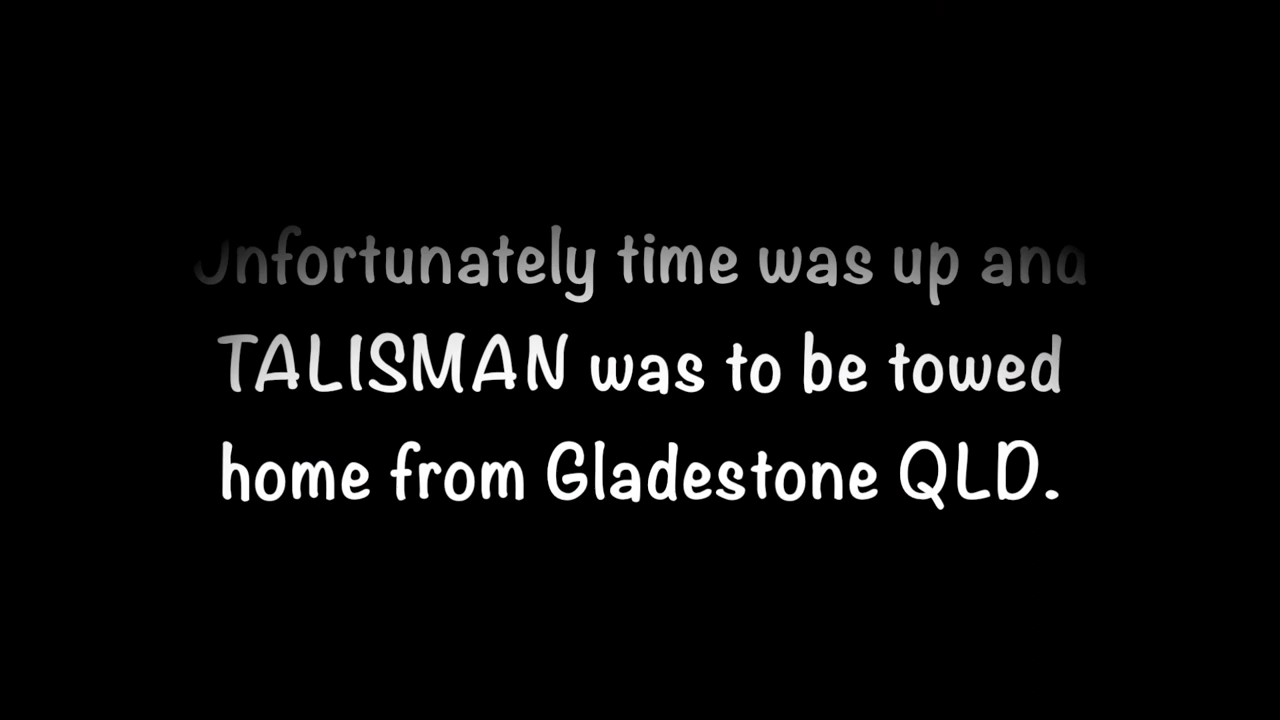 Unfortunately time was up and
TALISMAN was to be towed
home from Gladestone QLD.